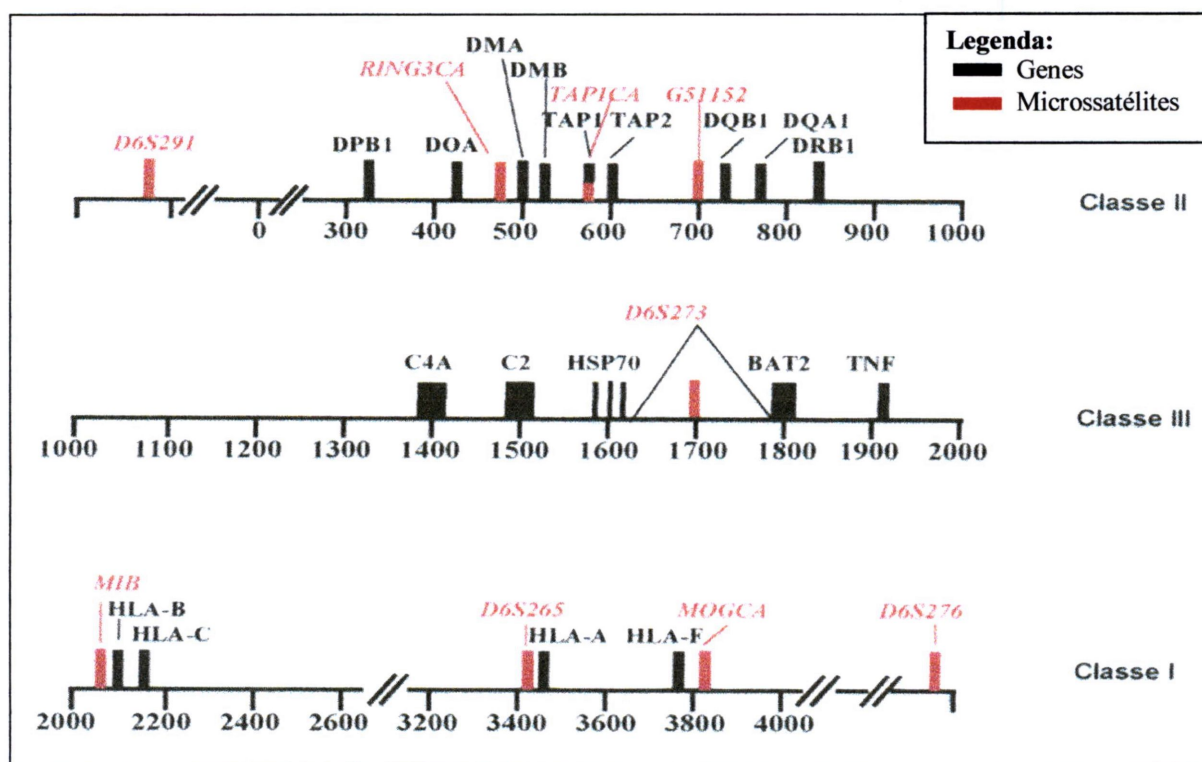 Legenda:
Genes
Microssatélites
DMA
RING3CA
DMB
TAP1CA G51152
D6S291
DPB1 DOA TAP1 TAP2 DQB1 DQA1
DRB1
0 300 400 500 600 700 800 900 1000
Classe II
D6S273
C4A C2 HSP70 BAT2 TNF
1000 1100 1200 1300 1400 1500 1600 1700 1800 1900 2000
Classe III
MIB
HLA-B D6S265 MOGCA D6S276
HLA-C HLA-A HLA-F
2000 2200 2400 2600 3200 3400 3600 3800 4000
Classe I